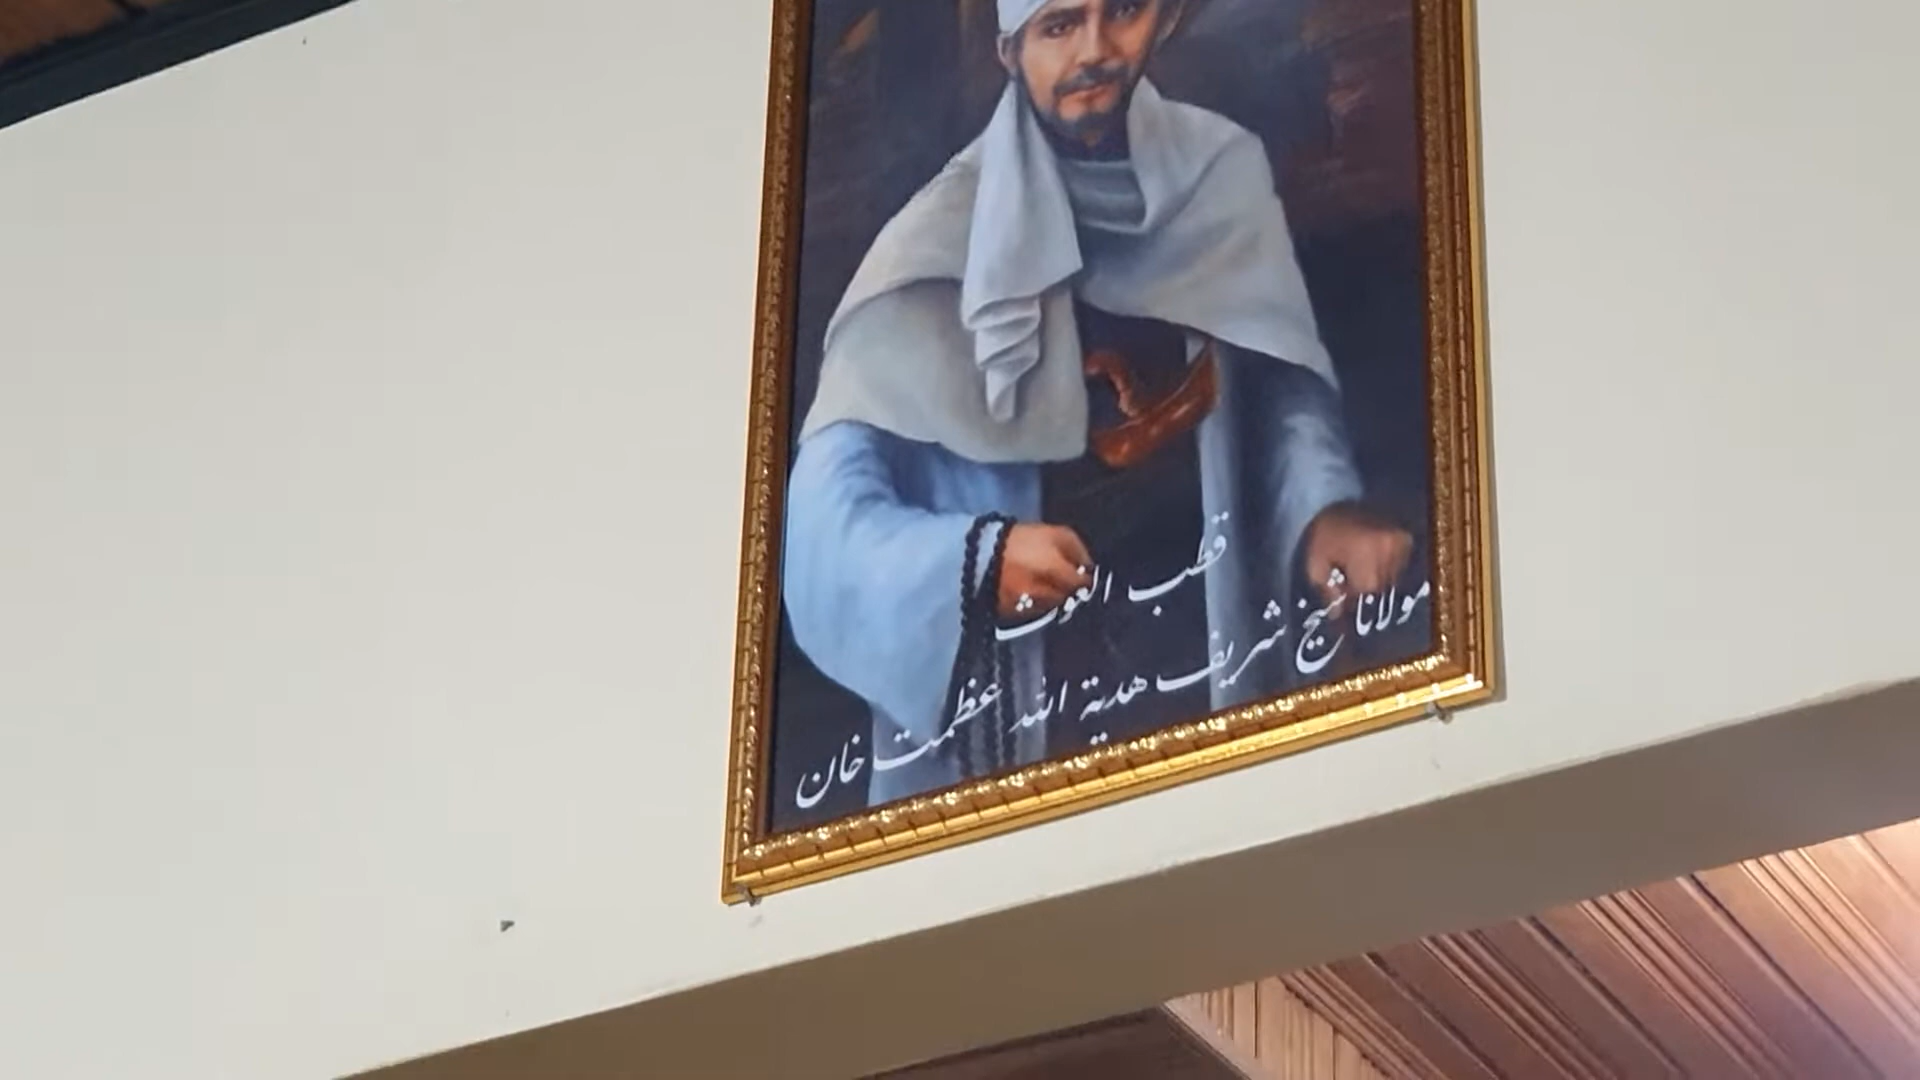 قطب الغوث
مولانا شيخ شريف هدية الله عظمت خان